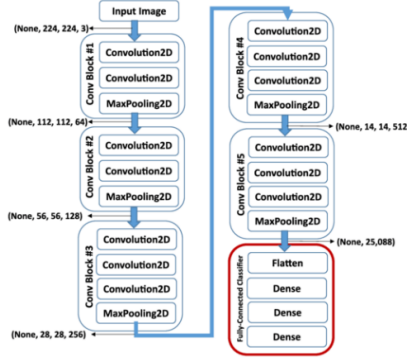 Input Image
(None, 224, 224, 3)
Conv Block #1
Convolution2D
Convolution2D
MaxPooling2D
(None, 112, 112, 64)
Conv Block #2
Convolution2D
Convolution2D
MaxPooling2D
(None, 56, 56, 128)
Conv Block #3
Convolution2D
Convolution2D
Convolution2D
MaxPooling2D
(None, 28, 28, 256)
Conv Block #4
Convolution2D
Convolution2D
Convolution2D
MaxPooling2D
(None, 14, 14, 512
Conv Block #5
Convolution2D
Convolution2D
Convolution2D
MaxPooling2D
(None, 25,088)
Fully-Connected Classifier
Flatten
Dense
Dense
Dense